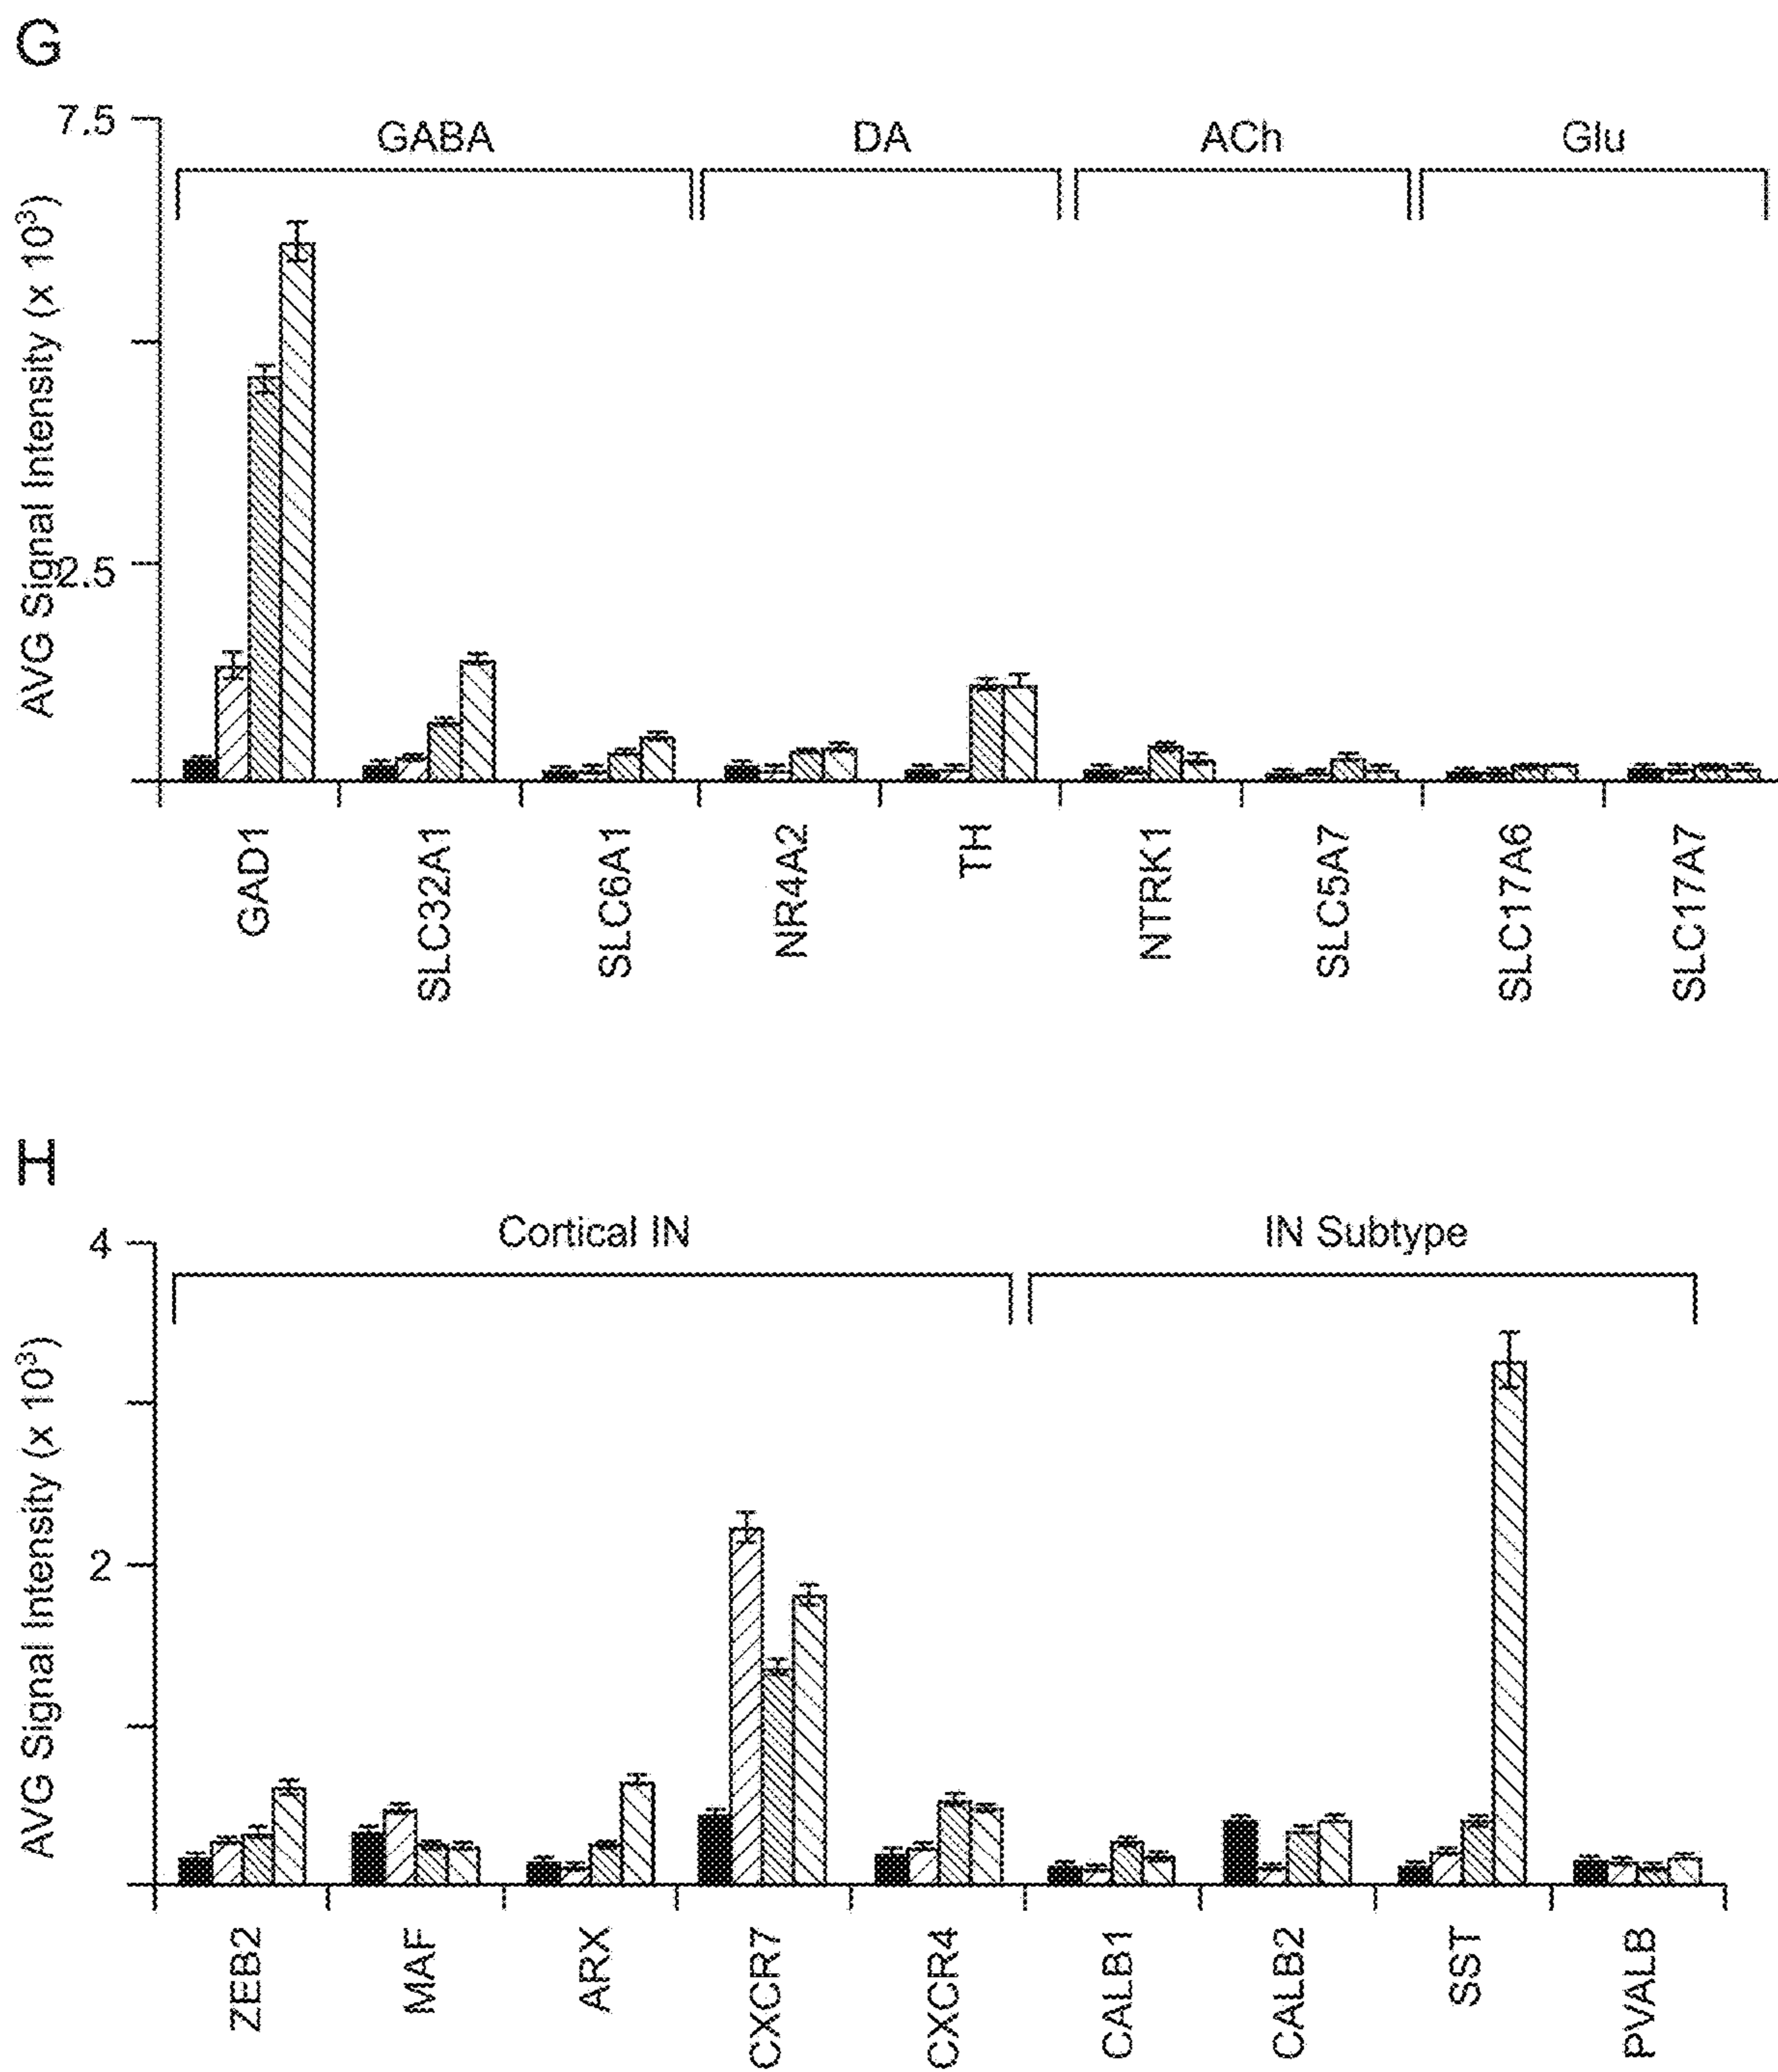 G
7.5
GABA
DA
ACh
Glu
AVG Signal Intensity (x 10³)
2.5
GAD1
SLC32A1
SLC6A1
NR4A2
TH
NTRK1
SLC5A7
SLC17A6
SLC17A7
H
4
Cortical IN
IN Subtype
AVG Signal Intensity (x 10³)
2
ZEB2
MAF
ARX
CXCR7
CXCR4
CALB1
CALB2
SST
PVALB